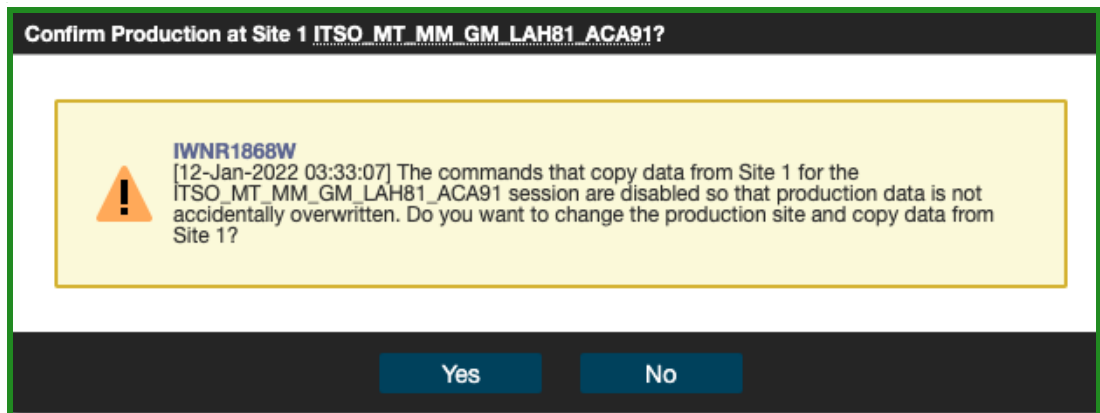 Confirm Production at Site 1 ITSO_MT_MM_GM_LAH81_ACA91?
IWNR1868W
[12-Jan-2022 03:33:07] The commands that copy data from Site 1 for the
ITSO_MT_MM_GM_LAH81_ACA91 session are disabled so that production data is not
accidentally overwritten. Do you want to change the production site and copy data from
Site 1?
Yes No